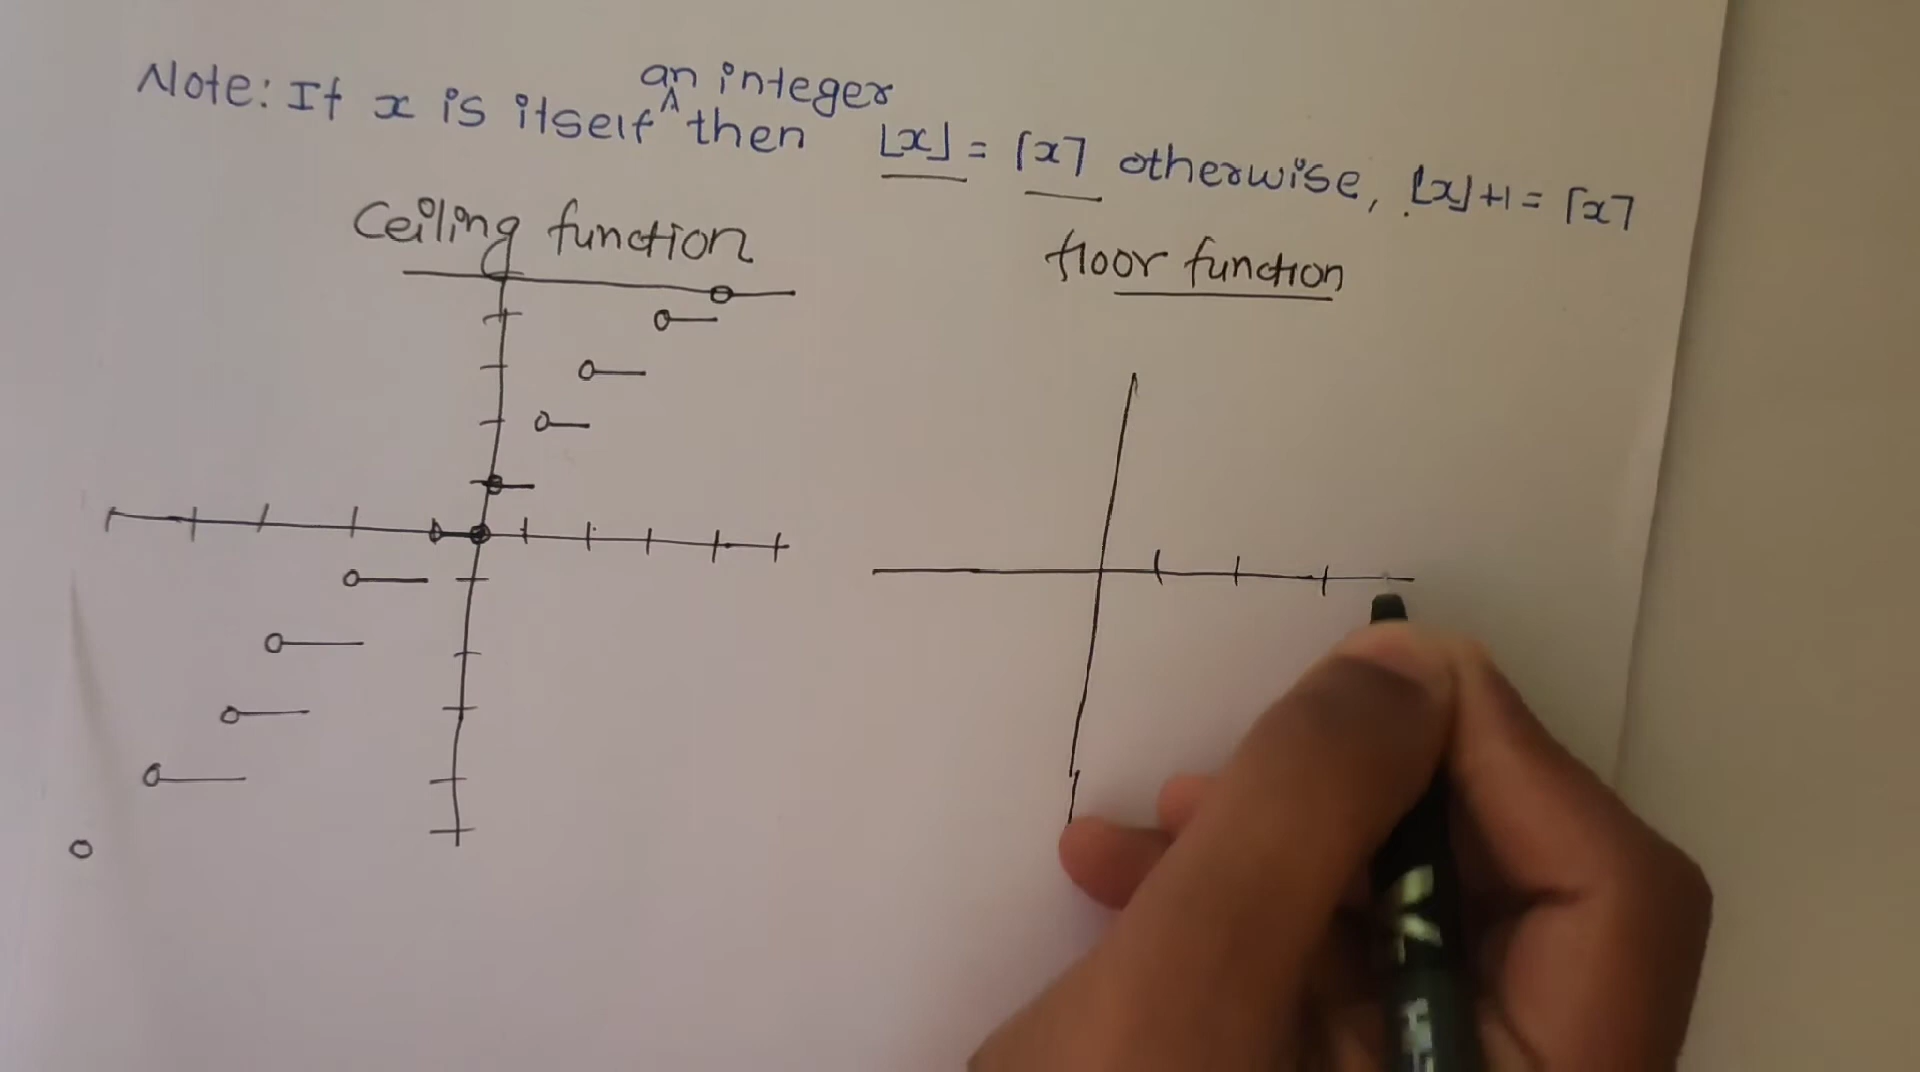 Note: If x is itself an integer then ⌊x⌋ = ⌈x⌉ otherwise, ⌊x⌋+1 = ⌈x⌉
Ceiling function
floor function